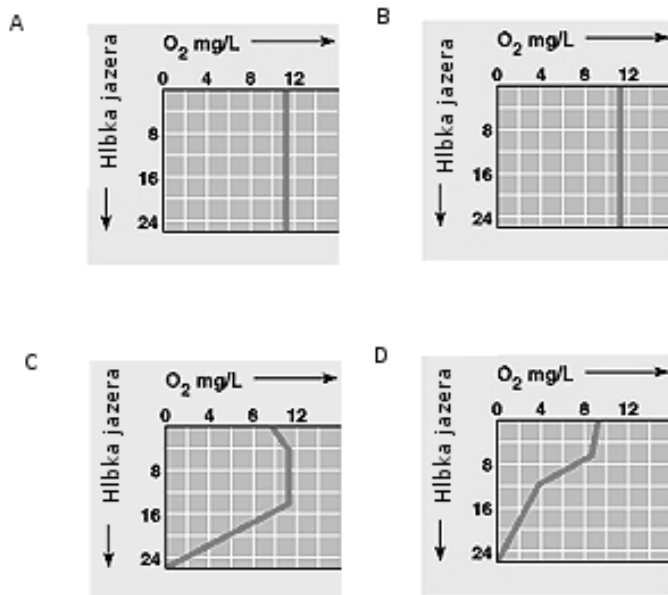 A
O2 mg/L
0 4 8 12
Hlbka jazera
8
16
24
B
O2 mg/L
0 4 8 12
Hlbka jazera
8
16
24
C
O2 mg/L
0 4 8 12
Hlbka jazera
8
16
24
D
O2 mg/L
0 4 8 12
Hlbka jazera
8
16
24